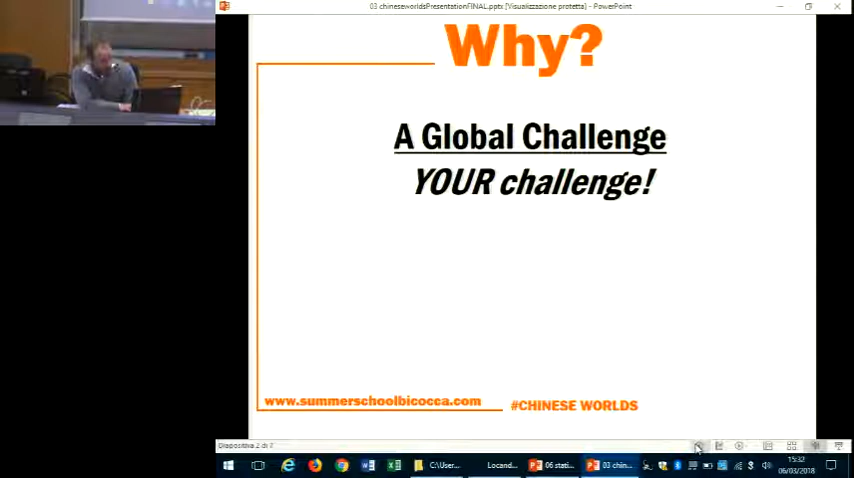 03 chineseworldsPresentationFINAL.pptx [Visualizzazione protetta] - PowerPoint
Why?
A Global Challenge
YOUR challenge!
www.summerschoolbicocca.com
#CHINESE WORLDS
Diapositiva 2 di 7
C:\User...
Locand...
06 stati...
03 chin...
15:32
06/03/2018